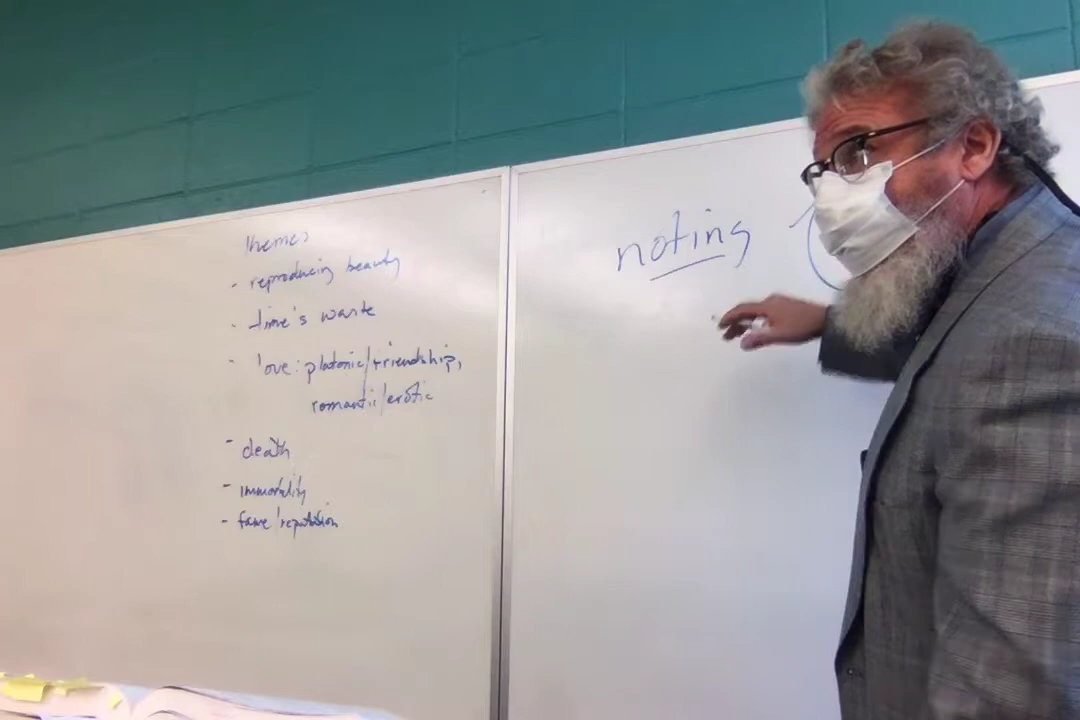 themes
- reproducing beauty
- time's waste
- love: platonic/friendship,
romantic/erotic
- death
- immortality
- fame/reputation
noting